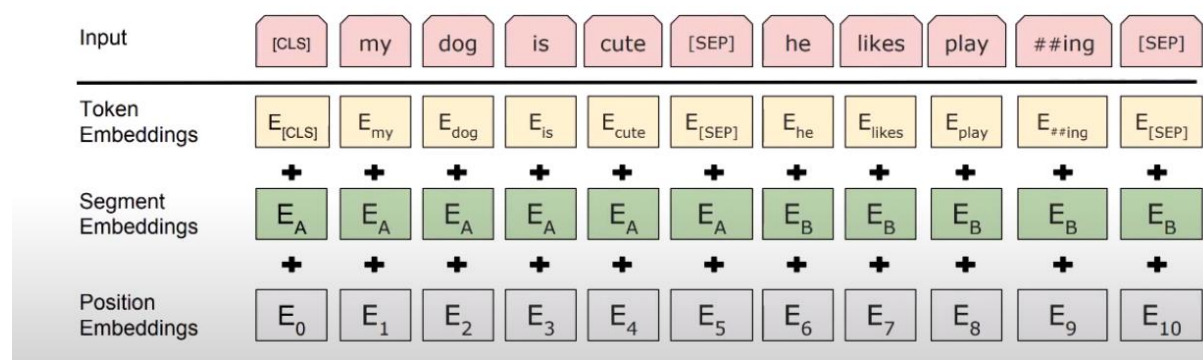 Input [CLS] my dog is cute [SEP] he likes play ##ing [SEP]
Token Embeddings E[CLS] Emy Edog Eis Ecute E[SEP] Ehe Elikes Eplay E##ing E[SEP]
+ + + + + + + + + + +
Segment Embeddings EA EA EA EA EA EA EB EB EB EB EB
+ + + + + + + + + + +
Position Embeddings E0 E1 E2 E3 E4 E5 E6 E7 E8 E9 E10